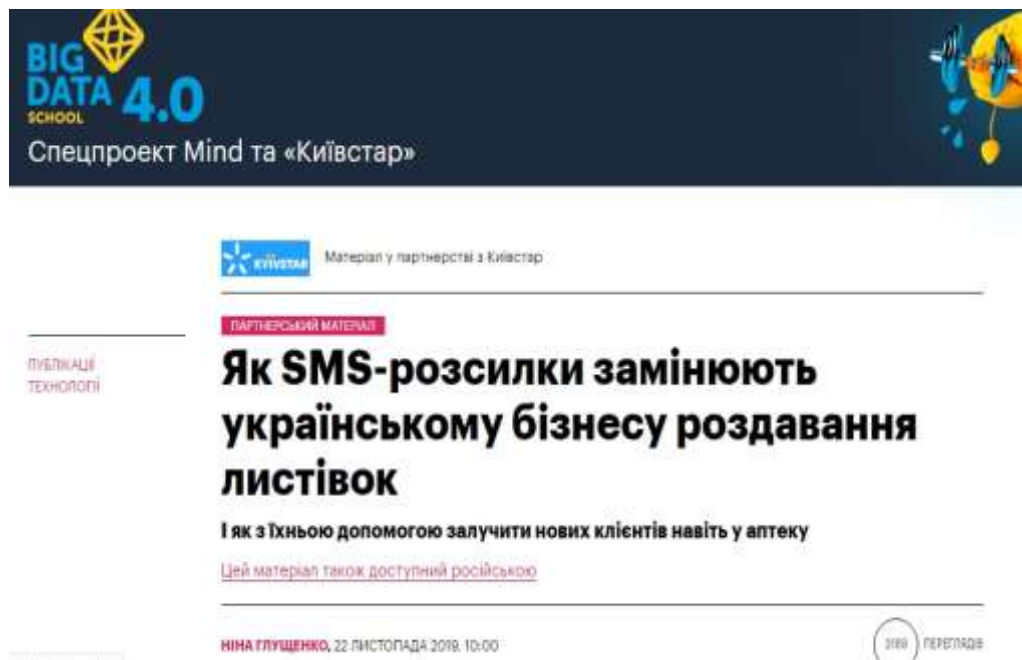 BIG
DATA 4.0
SCHOOL
Спецпроект Mind та «Київстар»
KYIVSTAR
Матеріал у партнерстві з Київстар
ПАРТНЕРСЬКИЙ МАТЕРІАЛ
ПУБЛІКАЦІЇ
ТЕХНОЛОГІЇ
Як SMS-розсилки замінюють
українському бізнесу роздавання
листівок
І як з їхньою допомогою залучити нових клієнтів навіть у аптеку
Цей матеріал також доступний російською
НІНА ГЛУЩЕНКО, 22 ЛИСТОПАДА 2019, 10:00
ПЕРЕГЛЯДІВ